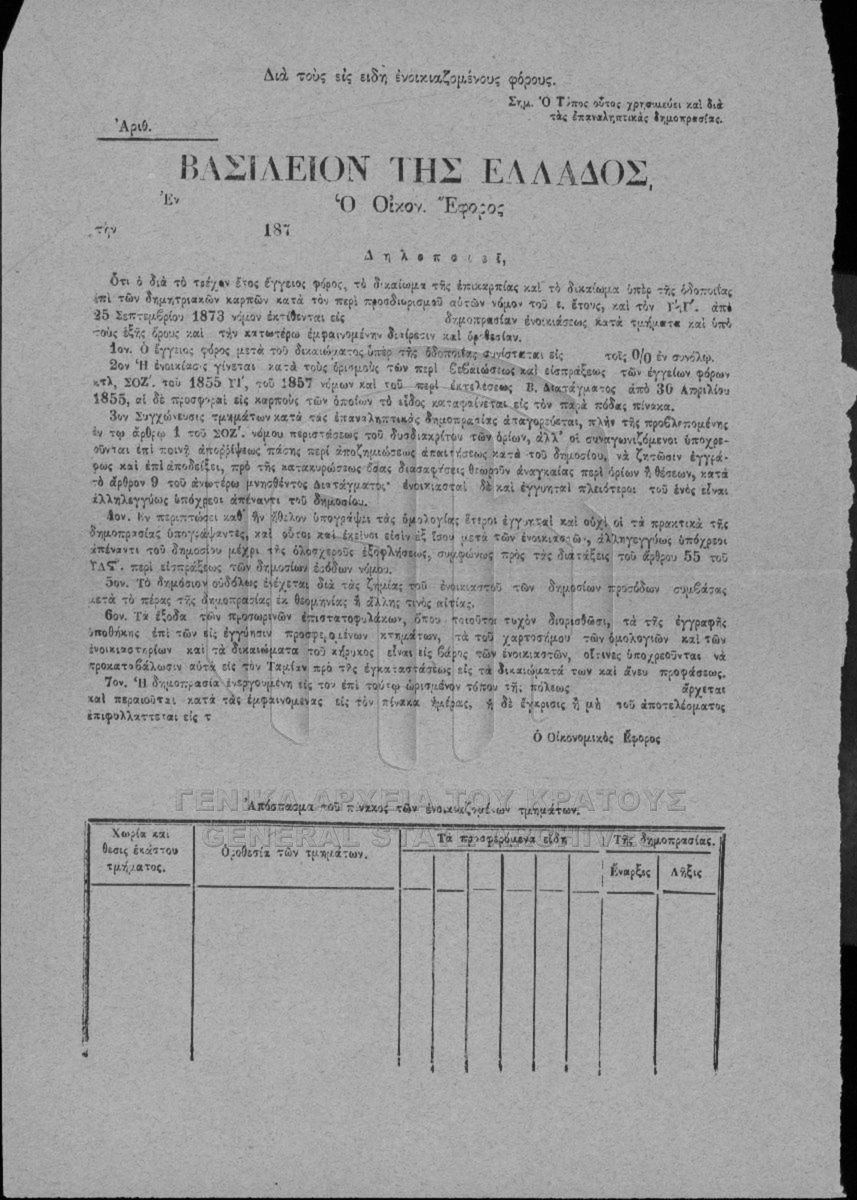 Διὰ τοὺς εἰς είδη ἐνοικιαζομένους φόρους.
Σημ. Ὁ Τύπος οὗτος χρησιμεύει καὶ διὰ
τὰς ἐπαναληπτικὰς δημοπρασίας.
Ἀριθ.
ΒΑΣΙΛΕΙΟΝ ΤΗΣ ΕΛΛΑΔΟΣ,
Ἐν Ὁ Οἰκον. Ἔφορος
τὴν 187
Δηλοποιεῖ,
Ὅτι ὁ διὰ τὸ τρέχον ἔτος ἔγγειος φόρος, τὸ δικαίωμα τῆς ἐπικαρπίας καὶ τὸ δικαίωμα ὑπὲρ τῆς ὁδοποιΐας
ἐπὶ τῶν δημητριακῶν καρπῶν κατὰ τὸν περὶ προσδιορισμοῦ αὐτῶν νόμον τοῦ ε. ἔτους, καὶ τὸν ἀπὸ
25 Σεπτεμβρίου 1873 νόμον ἐκτίθενται εἰς δημοπρασίαν ἐνοικιάσεως κατὰ τμήματα καὶ ὑπὸ
τοὺς ἑξῆς ὅρους καὶ τὴν κατωτέρω ἐμφαινομένην διαίρεσιν καὶ ὁροθεσίαν.
1ον. Ὁ ἔγγειος φόρος μετὰ τοῦ δικαιώματος ὑπὲρ τῆς ὁδοποιΐας συνίσταται εἰς τοῖς 0/0 ἐν συνόλῳ.
2ον Ἡ ἐνοικίασις γίνεται κατὰ τοὺς ὁρισμοὺς τῶν περὶ βεβαιώσεως καὶ εἰσπράξεως τῶν ἐγγείων φόρων
κτλ, ΣΟΖ΄. τοῦ 1855 ΥΙ΄, τοῦ 1857 νόμων καὶ τοῦ περὶ ἐκτελέσεως Β. Διατάγματος ἀπὸ 30 Ἀπριλίου
1855, αἱ δὲ προσφοραὶ εἰς καρποὺς τῶν ὁποίων τὸ εἶδος καταφαίνεται εἰς τὸν παρὰ πόδας πίνακα.
3ον Συγχώνευσις τμημάτων κατὰ τὰς ἐπαναληπτικὰς δημοπρασίας ἀπαγορεύεται, πλὴν τῆς προβλεπομένης
ἐν τῳ ἄρθρῳ 1 τοῦ ΣΟΖ΄. νόμου περιστάσεως τοῦ δυσδιακρίτου τῶν ὁρίων, ἀλλ᾽ οἱ συναγωνιζόμενοι ὑποχρε-
οῦνται ἐπὶ ποινῇ ἀπορρίψεως πάσης περὶ ἀποζημιώσεως ἀπαιτήσεως κατὰ τοῦ δημοσίου, νὰ ζητῶσιν ἐγγρά-
φως καὶ ἐπὶ ἀποδείξει, πρὸ τῆς κατακυρώσεως ὅσας διασαφήσεις θεωροῦν ἀναγκαίας περὶ ὁρίων ἢ θέσεων, κατὰ
τὸ ἄρθρον 9 τοῦ ἀνωτέρω μνησθέντος Διατάγματος· ἐνοικιασταὶ δὲ καὶ ἐγγυηταὶ πλειότεροι τοῦ ἑνὸς εἶναι
ἀλληλεγγύως ὑπόχρεοι ἀπέναντι τοῦ δημοσίου.
4ον. Ἐν περιπτώσει καθ᾽ ἣν ἤθελον ὑπογράψει τὰς ὁμολογίας ἕτεροι ἐγγυηταὶ καὶ οὐχὶ οἱ τὰ πρακτικὰ τῆς
δημοπρασίας ὑπογράψαντες, καὶ οὗτοι καὶ ἐκεῖνοι εἰσὶν ἐξ ἴσου μετὰ τῶν ἐνοικιαστῶν, ἀλληλεγγύως ὑπόχρεοι
ἀπέναντι τοῦ δημοσίου μέχρι τῆς ὁλοσχεροῦς ἐξοφλήσεως, συμφώνως πρὸς τὰς διατάξεις τοῦ ἄρθρου 55 τοῦ
ΥΔΣ΄. περὶ εἰσπράξεως τῶν δημοσίων ἐσόδων νόμου.
5ον. Τὸ δημόσιον οὐδόλως ἐνέχεται διὰ τὰς ζημίας τοῦ ἐνοικιαστοῦ τῶν δημοσίων προσόδων συμβάσας
μετὰ τὸ πέρας τῆς δημοπρασίας ἐκ θεομηνίας ἢ ἄλλης τινὸς αἰτίας.
6ον. Τὰ ἔξοδα τῶν προσωρινῶν ἐπιστατοφυλάκων, ὅπου τοιοῦτοι τυχὸν διορισθῶσι, τὰ τῆς ἐγγραφῆς
ὑποθήκης ἐπὶ τῶν εἰς ἐγγύησιν προσφερομένων κτημάτων, τὰ τοῦ χαρτοσήμου τῶν ὁμολογιῶν καὶ τῶν
ἐνοικιαστηρίων καὶ τὰ δικαιώματα τοῦ κήρυκος εἶναι εἰς βάρος τῶν ἐνοικιαστῶν, οἵτινες ὑποχρεοῦνται νὰ
προκαταβάλωσιν αὐτὰ εἰς τὸν Ταμίαν πρὸ τῆς ἐγκαταστάσεως εἰς τὰ δικαιώματά των καὶ ἄνευ προφάσεως.
7ον. Ἡ δημοπρασία ἐνεργουμένη εἰς τὸν ἐπὶ τούτῳ ὡρισμένον τόπον τῆς πόλεως ἄρχεται
καὶ περαιοῦται κατὰ τὰς ἐμφαινομένας εἰς τὸν πίνακα ἡμέρας, ἡ δὲ ἔγκρισις ἢ μὴ τοῦ ἀποτελέσματος
ἐπιφυλλάττεται εἰς τ
Ὁ Οἰκονομικὸς Ἔφορος
ΓΕΝΙΚΑ ΑΡΧΕΙΑ ΤΟΥ ΚΡΑΤΟΥΣ
Ἀπόσπασμα τοῦ πίνακος τῶν ἐνοικιαζομένων τμημάτων.
GENERAL STATE ARCHIVES
Χωρία και
θεσις ἑκάστου
τμήματος.
Ὁροθεσία τῶν τμημάτων.
Τὰ προσφερόμενα εἴδη
Τῆς δημοπρασίας.
Ἔναρξις
Λῆξις